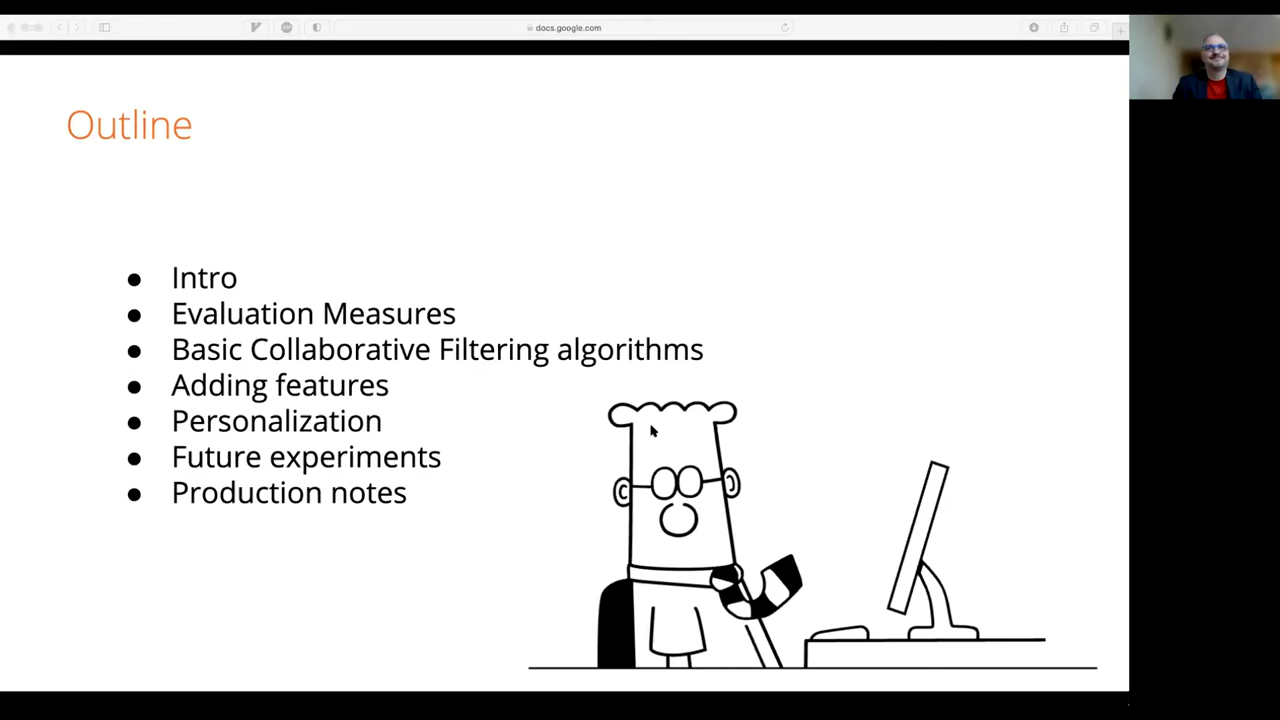 docs.google.com
Outline
Intro
Evaluation Measures
Basic Collaborative Filtering algorithms
Adding features
Personalization
Future experiments
Production notes